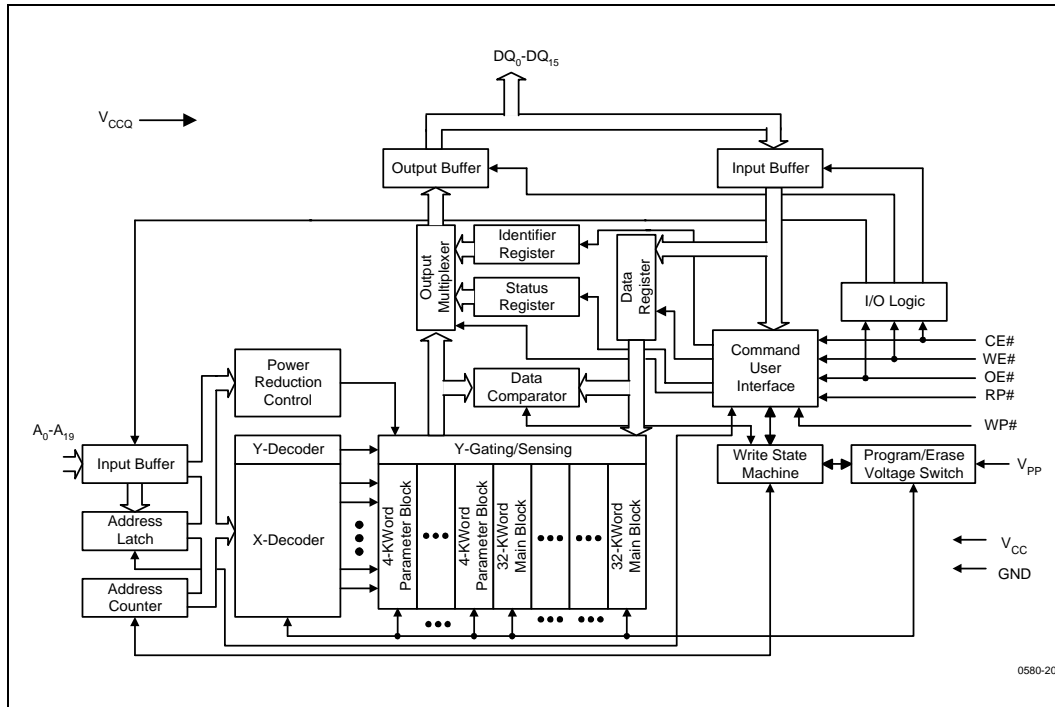 DQ₀-DQ₁₅
V_CCQ
Output Buffer
Input Buffer
Output
Multiplexer
Identifier
Register
Status
Register
Data
Register
I/O Logic
Command
User
Interface
CE#
WE#
OE#
RP#
WP#
Power
Reduction
Control
Data
Comparator
A₀-A₁₉
Input Buffer
Y-Decoder
Y-Gating/Sensing
Write State
Machine
Program/Erase
Voltage Switch
V_PP
Address
Latch
X-Decoder
4-KWord
Parameter Block
4-KWord
Parameter Block
32-KWord
Main Block
32-KWord
Main Block
Address
Counter
V_CC
GND
0580-20